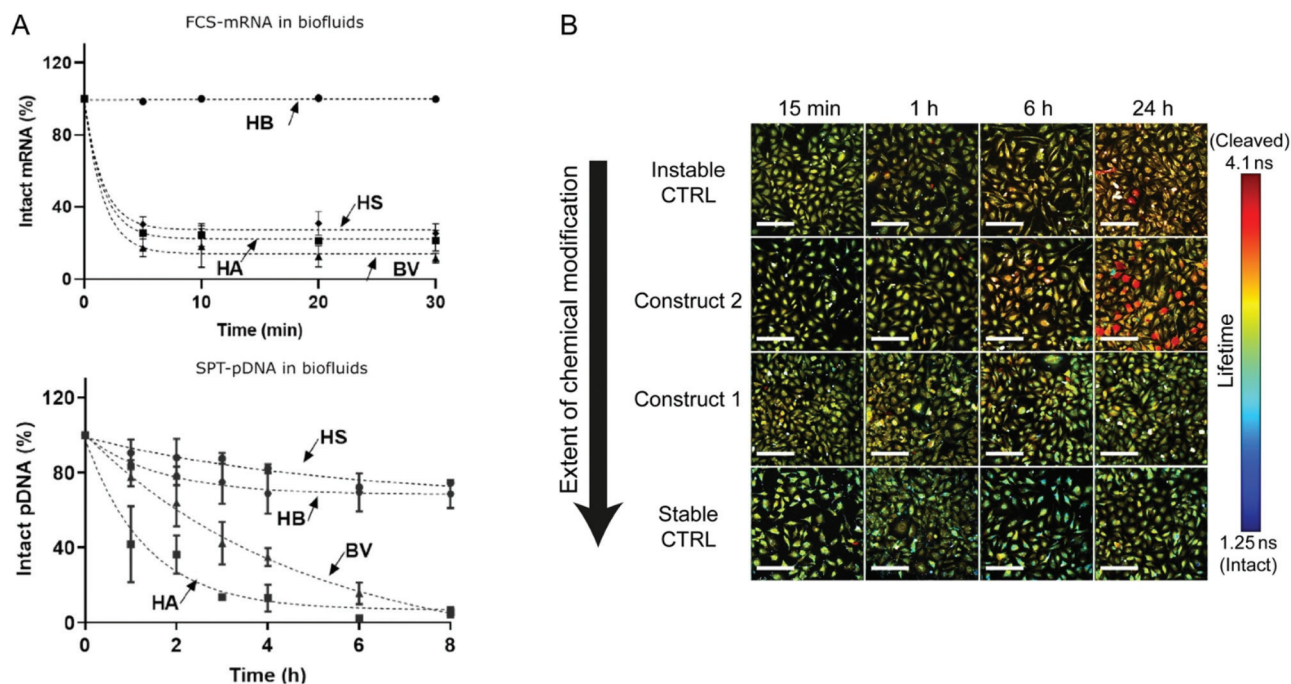 A
FCS-mRNA in biofluids
Intact mRNA (%)
120
80
40
0
HB
HS
HA
BV
0 10 20 30
Time (min)
SPT-pDNA in biofluids
Intact pDNA (%)
120
80
40
0
HS
HB
BV
HA
0 2 4 6 8
Time (h)
B
15 min 1 h 6 h 24 h
Extent of chemical modification
Instable
CTRL
Construct 2
Construct 1
Stable
CTRL
(Cleaved)
4.1 ns
Lifetime
1.25 ns
(Intact)